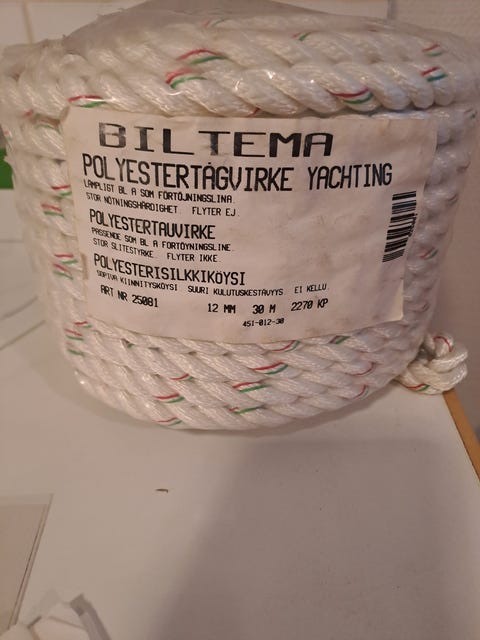 BILTEMA
POLYESTERTÅGVIRKE YACHTING
LÄMPLIGT BL A SOM FÖRTÖJNINGSLINA.
STOR NÖTNINGSHÄRDIGHET FLYTER EJ.
POLYESTERTAUVIRKE
PASSENDE SOM BL A FORTØYNINGSLINE.
STOR SLITESTYRKE. FLYTER IKKE.
POLYESTERISILKKIKÖYSI
SOPIVA KIINNITYSKÖYSI SUURI KULUTUSKESTÄVYYS. EI KELLU.
ART NR 25081 12 MM 30 M 2270 KP
451-012-30